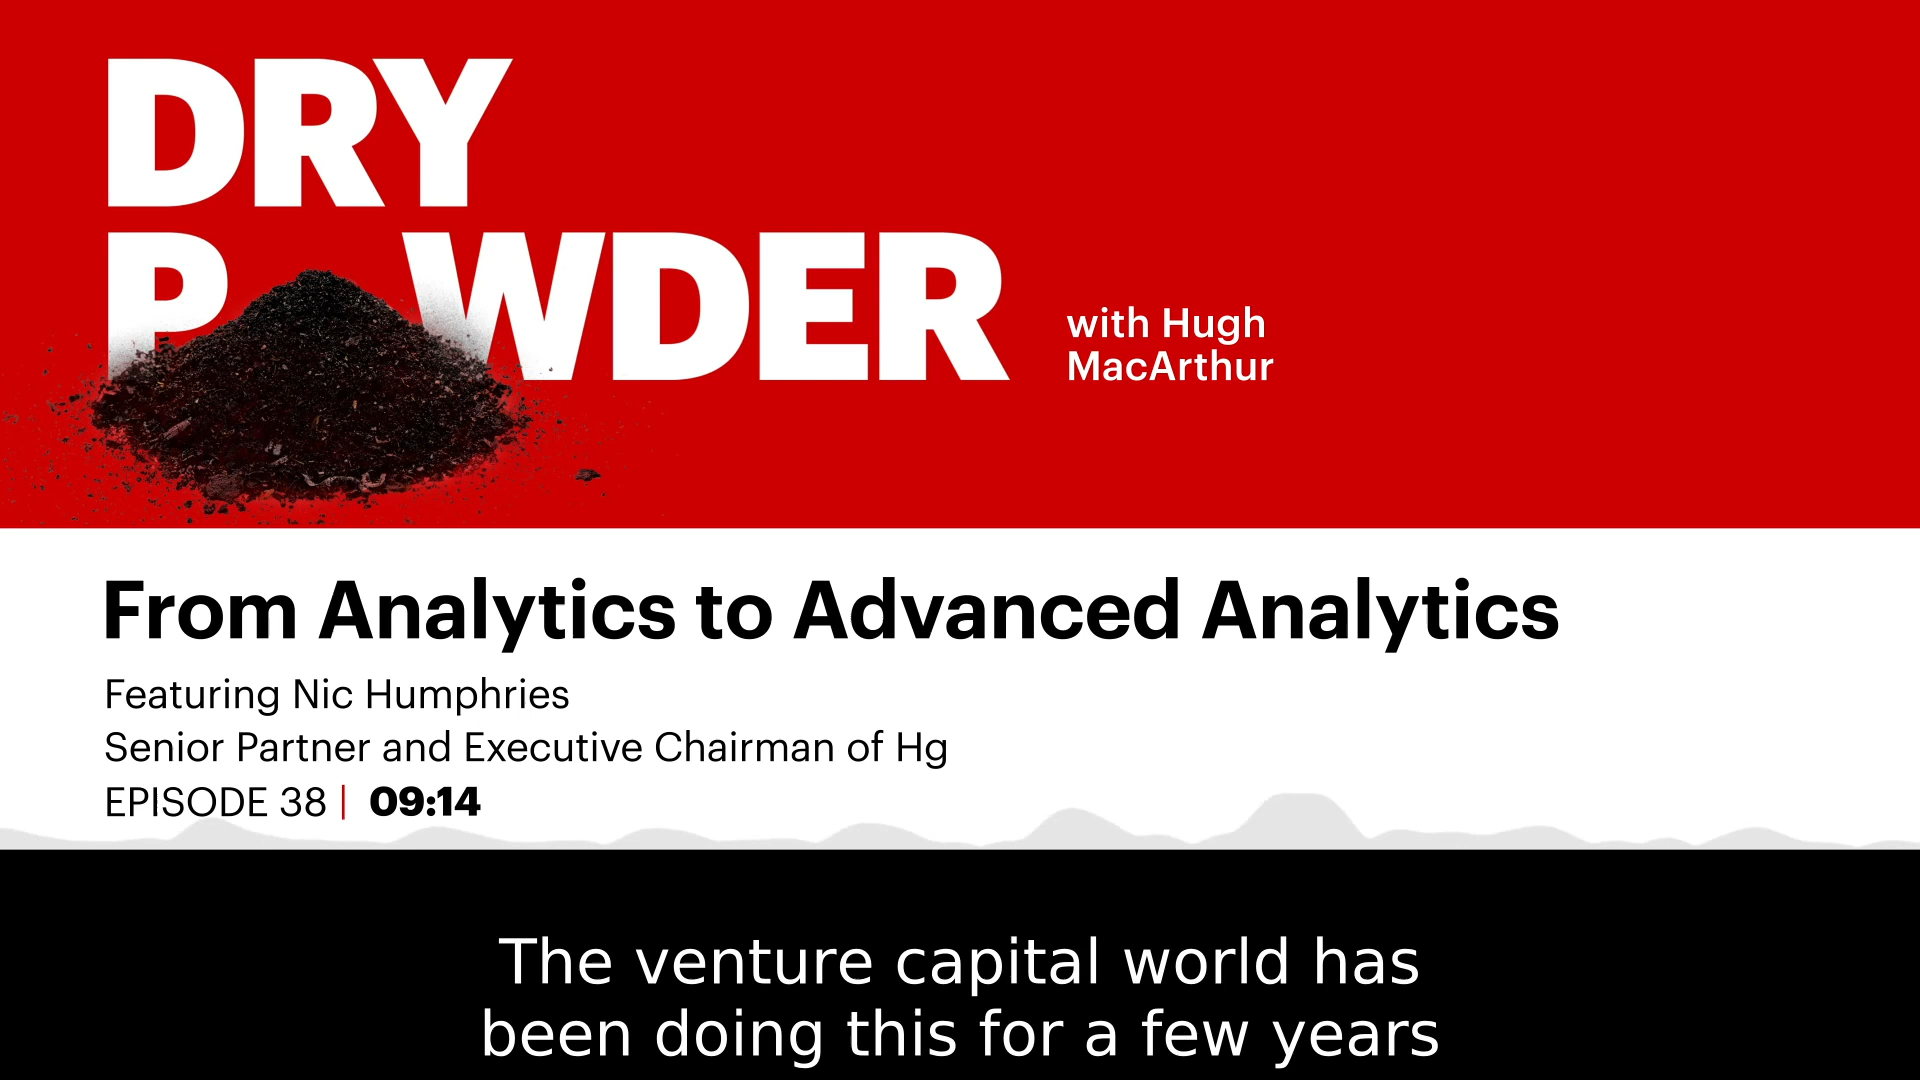 DRY
P WDER
with Hugh
MacArthur
From Analytics to Advanced Analytics
Featuring Nic Humphries
Senior Partner and Executive Chairman of Hg
EPISODE 38 | 09:14
The venture capital world has
been doing this for a few years